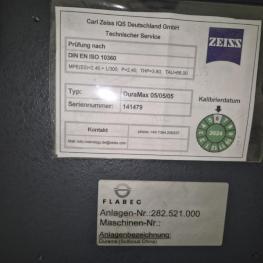 Carl Zeiss IQS Deutschland GmbH
Technischer Service
ZEISS
Prüfung nach
DIN EN ISO 10360
Typ: DuraMax 05/05/05
Seriennummer: 141479
Kalibrierdatum
2024
Kontakt
FLABEG
Anlagen-Nr.:282.521.000
Maschinen-Nr.:
Anlagenbezeichnung: